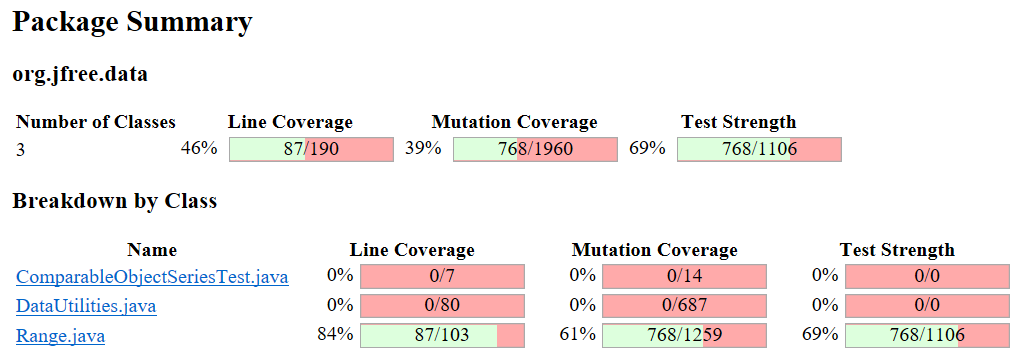 Package Summary
org.jfree.data
Number of Classes Line Coverage Mutation Coverage Test Strength
3 46% 87/190 39% 768/1960 69% 768/1106
Breakdown by Class
Name Line Coverage Mutation Coverage Test Strength
ComparableObjectSeriesTest.java 0% 0/7 0% 0/14 0% 0/0
DataUtilities.java 0% 0/80 0% 0/687 0% 0/0
Range.java 84% 87/103 61% 768/1259 69% 768/1106